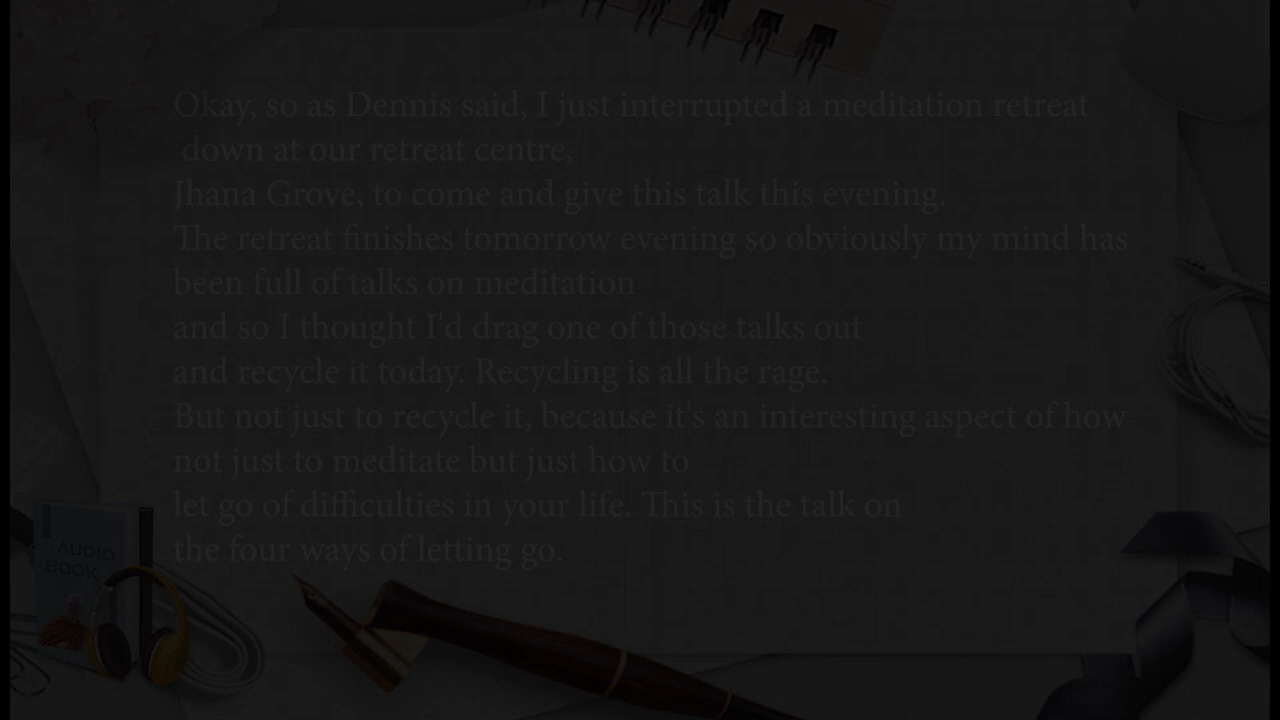 Okay, so as Dennis said, I just interrupted a meditation retreat
down at our retreat centre,
Jhana Grove, to come and give this talk this evening.
The retreat finishes tomorrow evening so obviously my mind has
been full of talks on meditation
and so I thought I'd drag one of those talks out
and recycle it today. Recycling is all the rage.
But not just to recycle it, because it's an interesting aspect of how
not just to meditate but just how to
let go of difficulties in your life. This is the talk on
the four ways of letting go.
AUDIO
BOOK